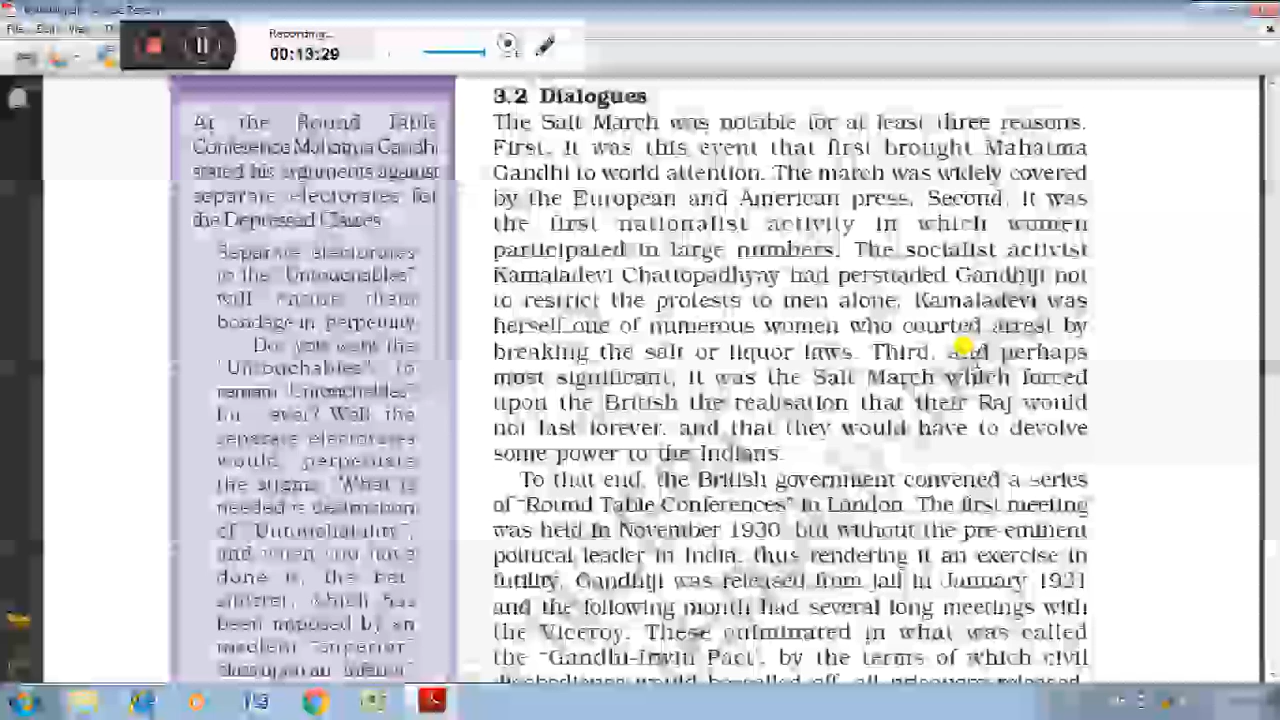 File Edit View
Recording...
00:13:29
At the Round Table
Conference Mahatma Gandhi
stated his arguments against
separate electorates for
the Depressed Classes
Separate electorates
to the "Untouchables"
will ensure them
bondage in perpetuity
Do you want the
"Untouchables" to
remain "Untouchables"
for ever? Well the
separate electorates
would perpetuate
the stigma. What is
needed is destruction
of "Untouchability",
and when you have
done it, the bar
sinister, which has
been imposed by an
insolent "superior"
3.2 Dialogues
The Salt March was notable for at least three reasons.
First, it was this event that first brought Mahatma
Gandhi to world attention. The march was widely covered
by the European and American press. Second, it was
the first nationalist activity in which women
participated in large numbers. The socialist activist
Kamaladevi Chattopadhyay had persuaded Gandhiji not
to restrict the protests to men alone. Kamaladevi was
herself one of numerous women who courted arrest by
breaking the salt or liquor laws. Third, and perhaps
most significant, it was the Salt March which forced
upon the British the realisation that their Raj would
not last forever, and that they would have to devolve
some power to the Indians.
To that end, the British government convened a series
of "Round Table Conferences" in London. The first meeting
was held in November 1930, but without the pre-eminent
political leader in India, thus rendering it an exercise in
futility. Gandhiji was released from jail in January 1931
and the following month had several long meetings with
the Viceroy. These culminated in what was called
the "Gandhi-Irwin Pact', by the terms of which civil
disobedience would be called off, all prisoners released,